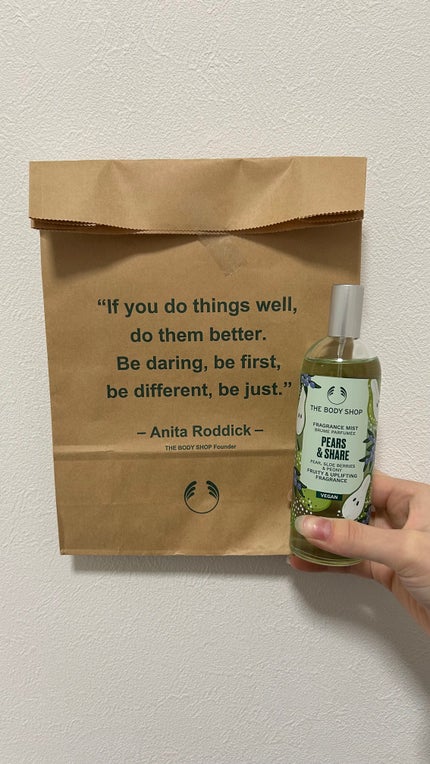 “If you do things well,
do them better.
Be daring, be first,
be different, be just.”
– Anita Roddick –
THE BODY SHOP Founder
THE BODY SHOP
FRAGRANCE MIST
BRUME PARFUMÉE
PEARS
& SHARE
PEAR, SLOE BERRIES
& PEONY
FRUITY & UPLIFTING
FRAGRANCE
VEGAN